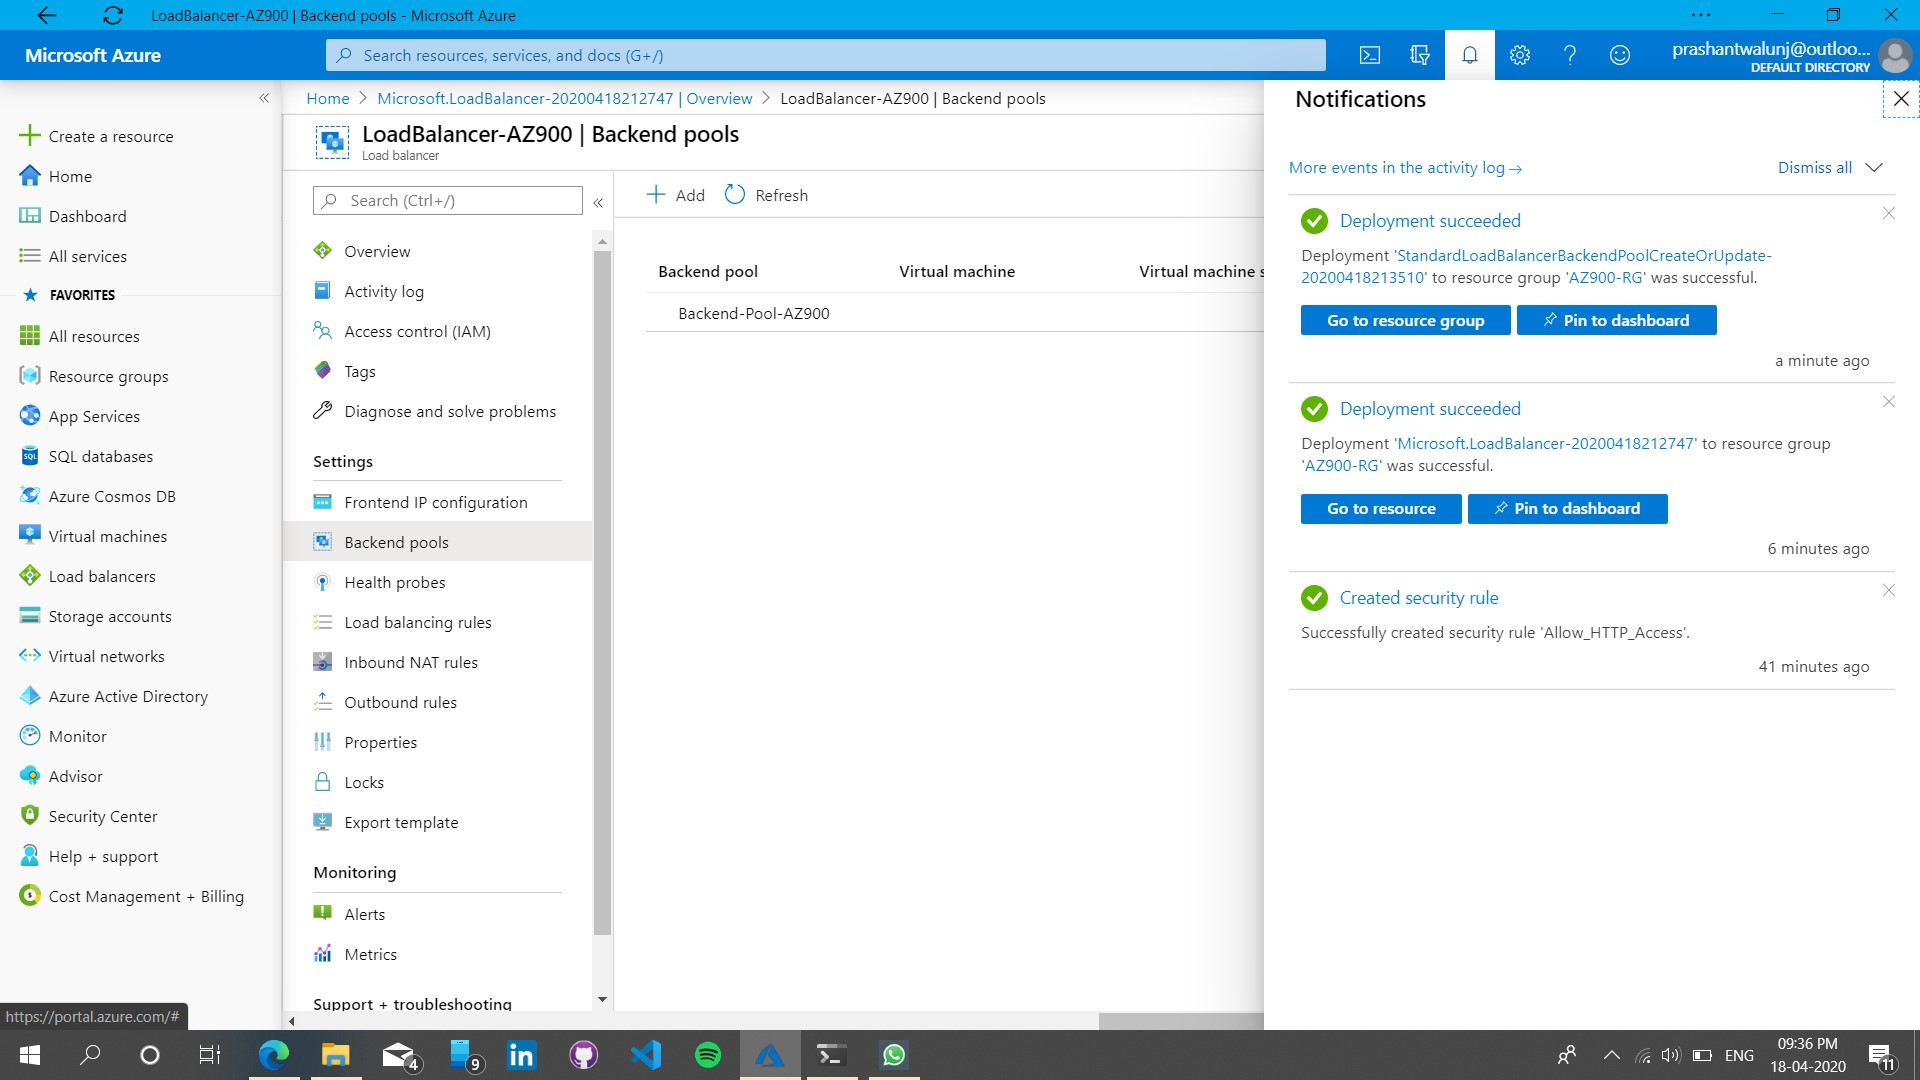 LoadBalancer-AZ900 | Backend pools - Microsoft Azure
Microsoft Azure
Search resources, services, and docs (G+/)
prashantwalunj@outloo...
DEFAULT DIRECTORY
Create a resource
Home
Dashboard
All services
FAVORITES
All resources
Resource groups
App Services
SQL databases
Azure Cosmos DB
Virtual machines
Load balancers
Storage accounts
Virtual networks
Azure Active Directory
Monitor
Advisor
Security Center
Help + support
Cost Management + Billing
https://portal.azure.com/#
Home > Microsoft.LoadBalancer-20200418212747 | Overview > LoadBalancer-AZ900 | Backend pools
LoadBalancer-AZ900 | Backend pools
Load balancer
Search (Ctrl+/)
Overview
Activity log
Access control (IAM)
Tags
Diagnose and solve problems
Settings
Frontend IP configuration
Backend pools
Health probes
Load balancing rules
Inbound NAT rules
Outbound rules
Properties
Locks
Export template
Monitoring
Alerts
Metrics
Support + troubleshooting
Add Refresh
Backend pool Virtual machine Virtual machine s
Backend-Pool-AZ900
Notifications
More events in the activity log → Dismiss all
Deployment succeeded
Deployment 'StandardLoadBalancerBackendPoolCreateOrUpdate-
20200418213510' to resource group 'AZ900-RG' was successful.
Go to resource group Pin to dashboard
a minute ago
Deployment succeeded
Deployment 'Microsoft.LoadBalancer-20200418212747' to resource group
'AZ900-RG' was successful.
Go to resource Pin to dashboard
6 minutes ago
Created security rule
Successfully created security rule 'Allow_HTTP_Access'.
41 minutes ago
4
9
ENG
09:36 PM
18-04-2020
11